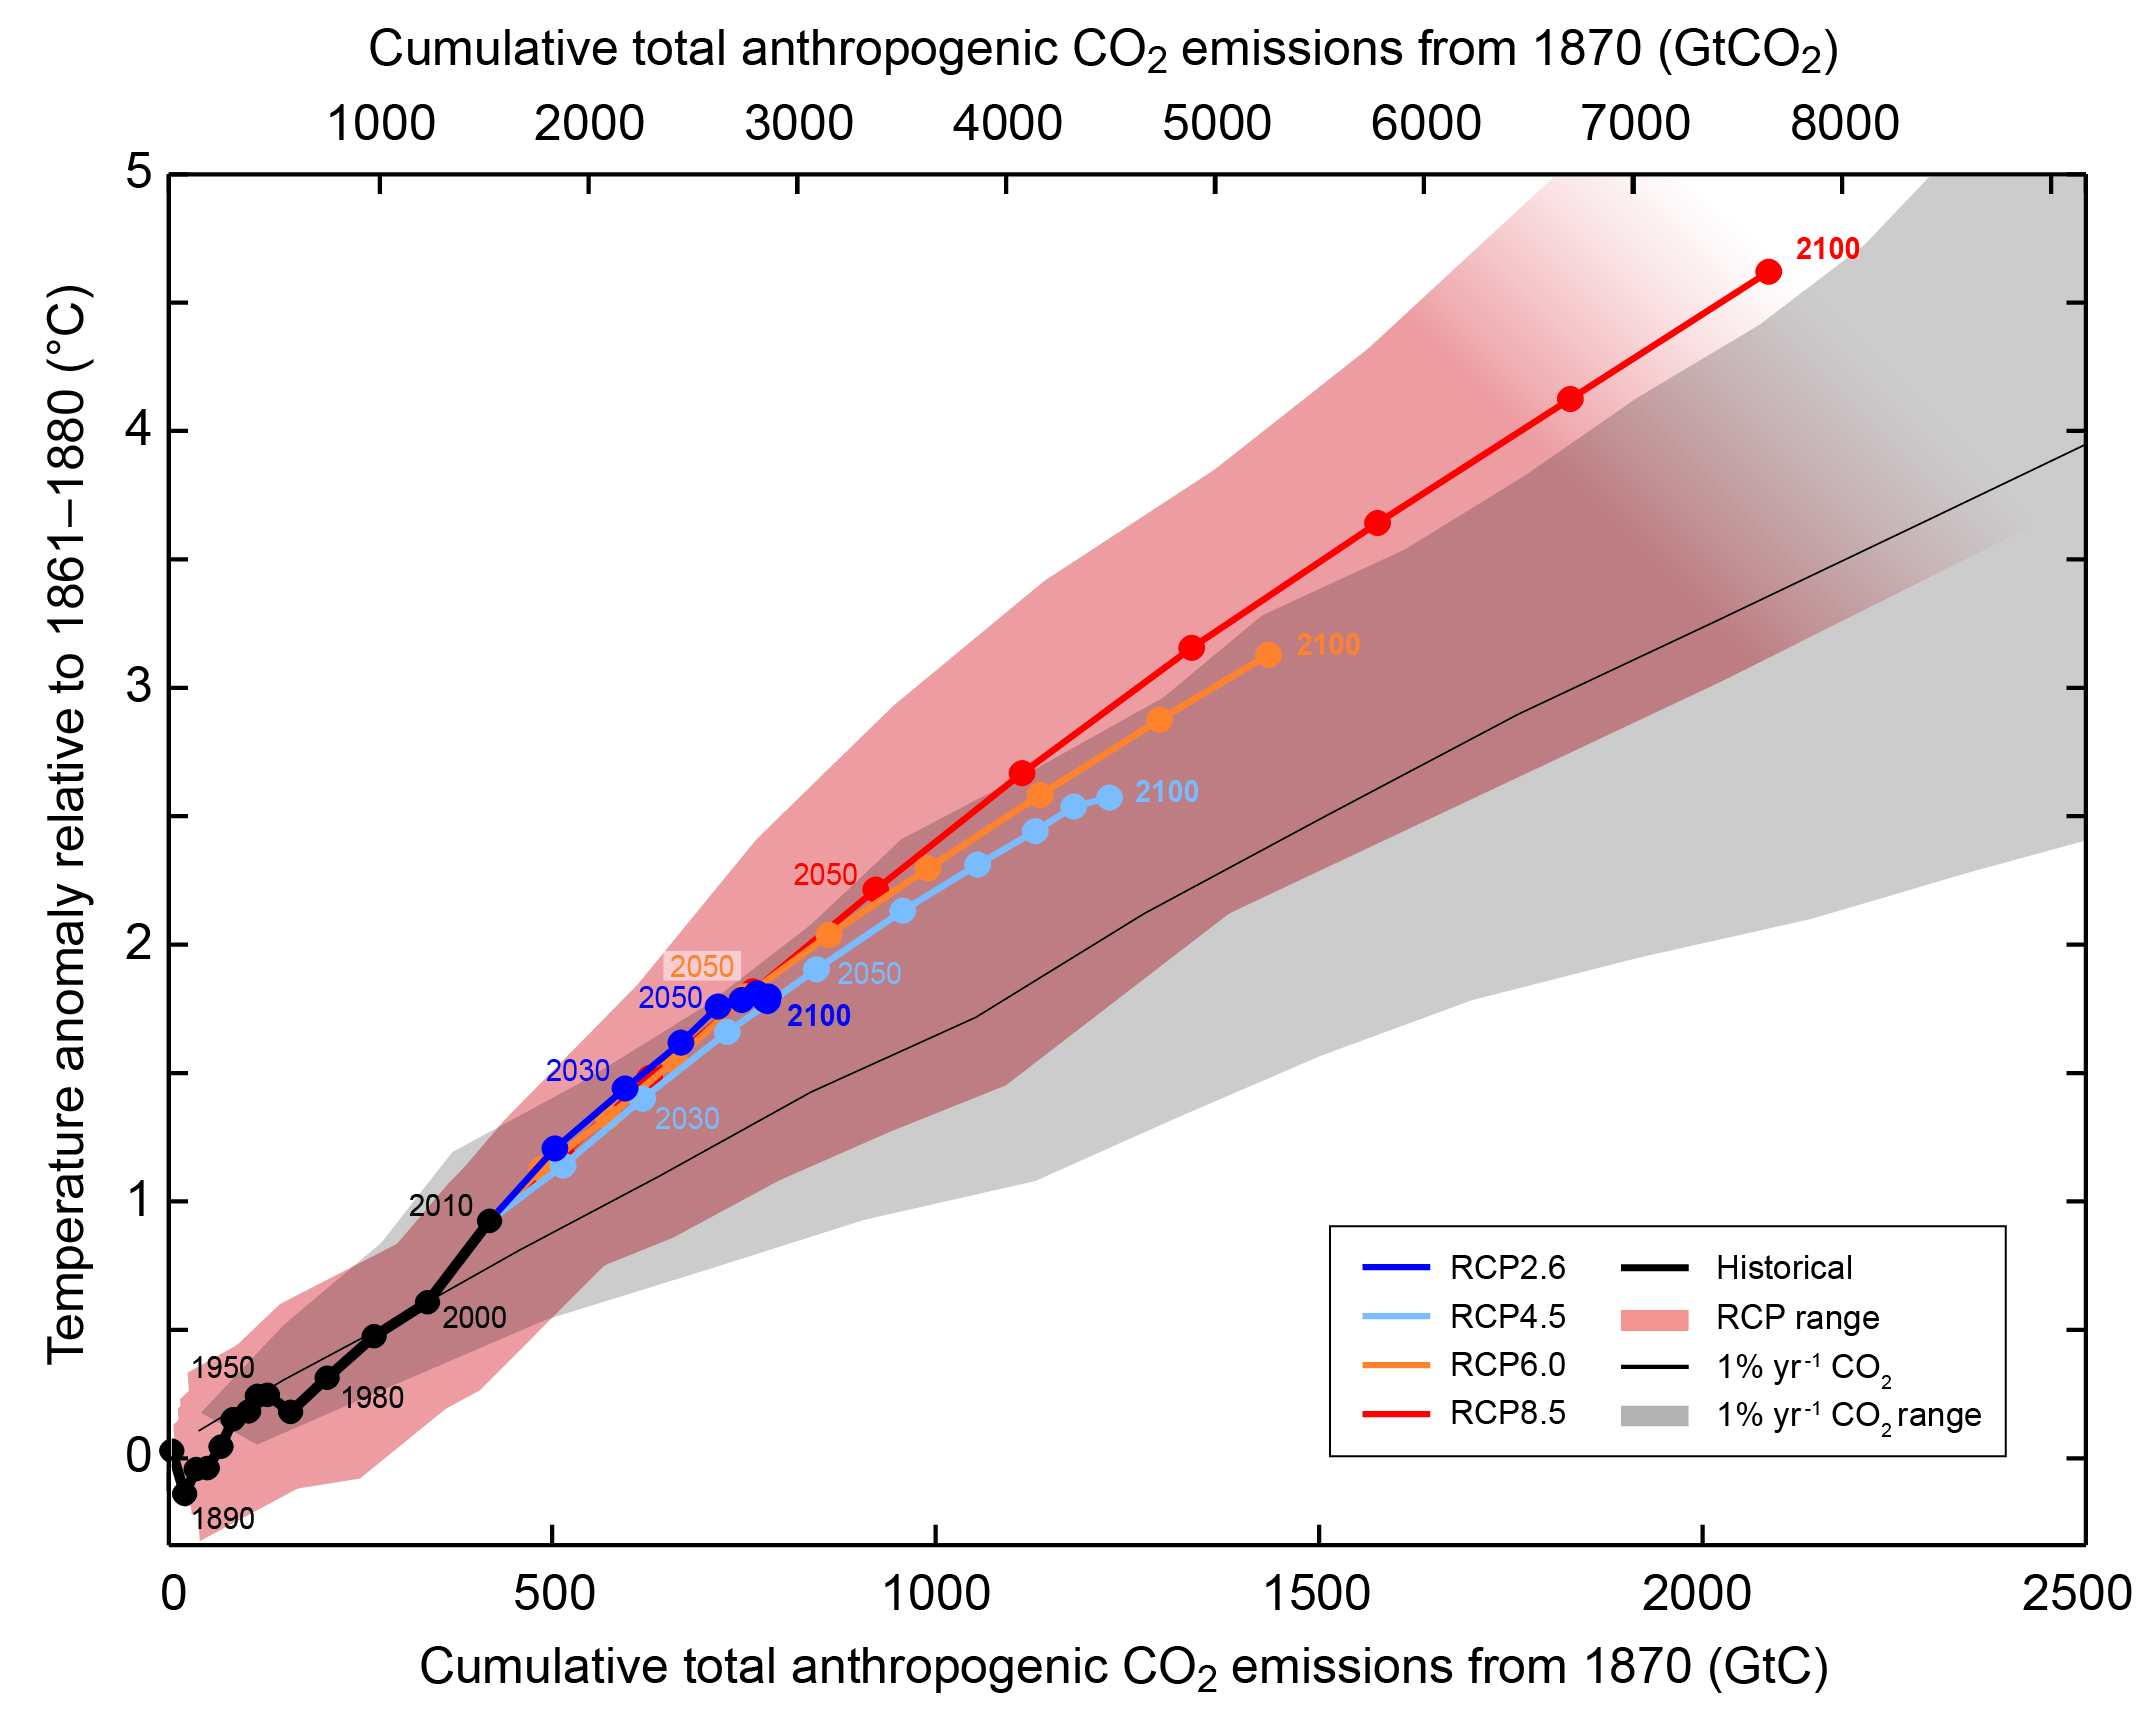 Cumulative total anthropogenic CO₂ emissions from 1870 (GtCO₂)
1000 2000 3000 4000 5000 6000 7000 8000
Temperature anomaly relative to 1861–1880 (°C)
5
4
3
2
1
0
2100
2100
2100
2050
2050
2050
2050
2100
2030
2030
2010
2000
1950
1980
1890
RCP2.6
RCP4.5
RCP6.0
RCP8.5
Historical
RCP range
1% yr⁻¹ CO₂
1% yr⁻¹ CO₂ range
0 500 1000 1500 2000 2500
Cumulative total anthropogenic CO₂ emissions from 1870 (GtC)